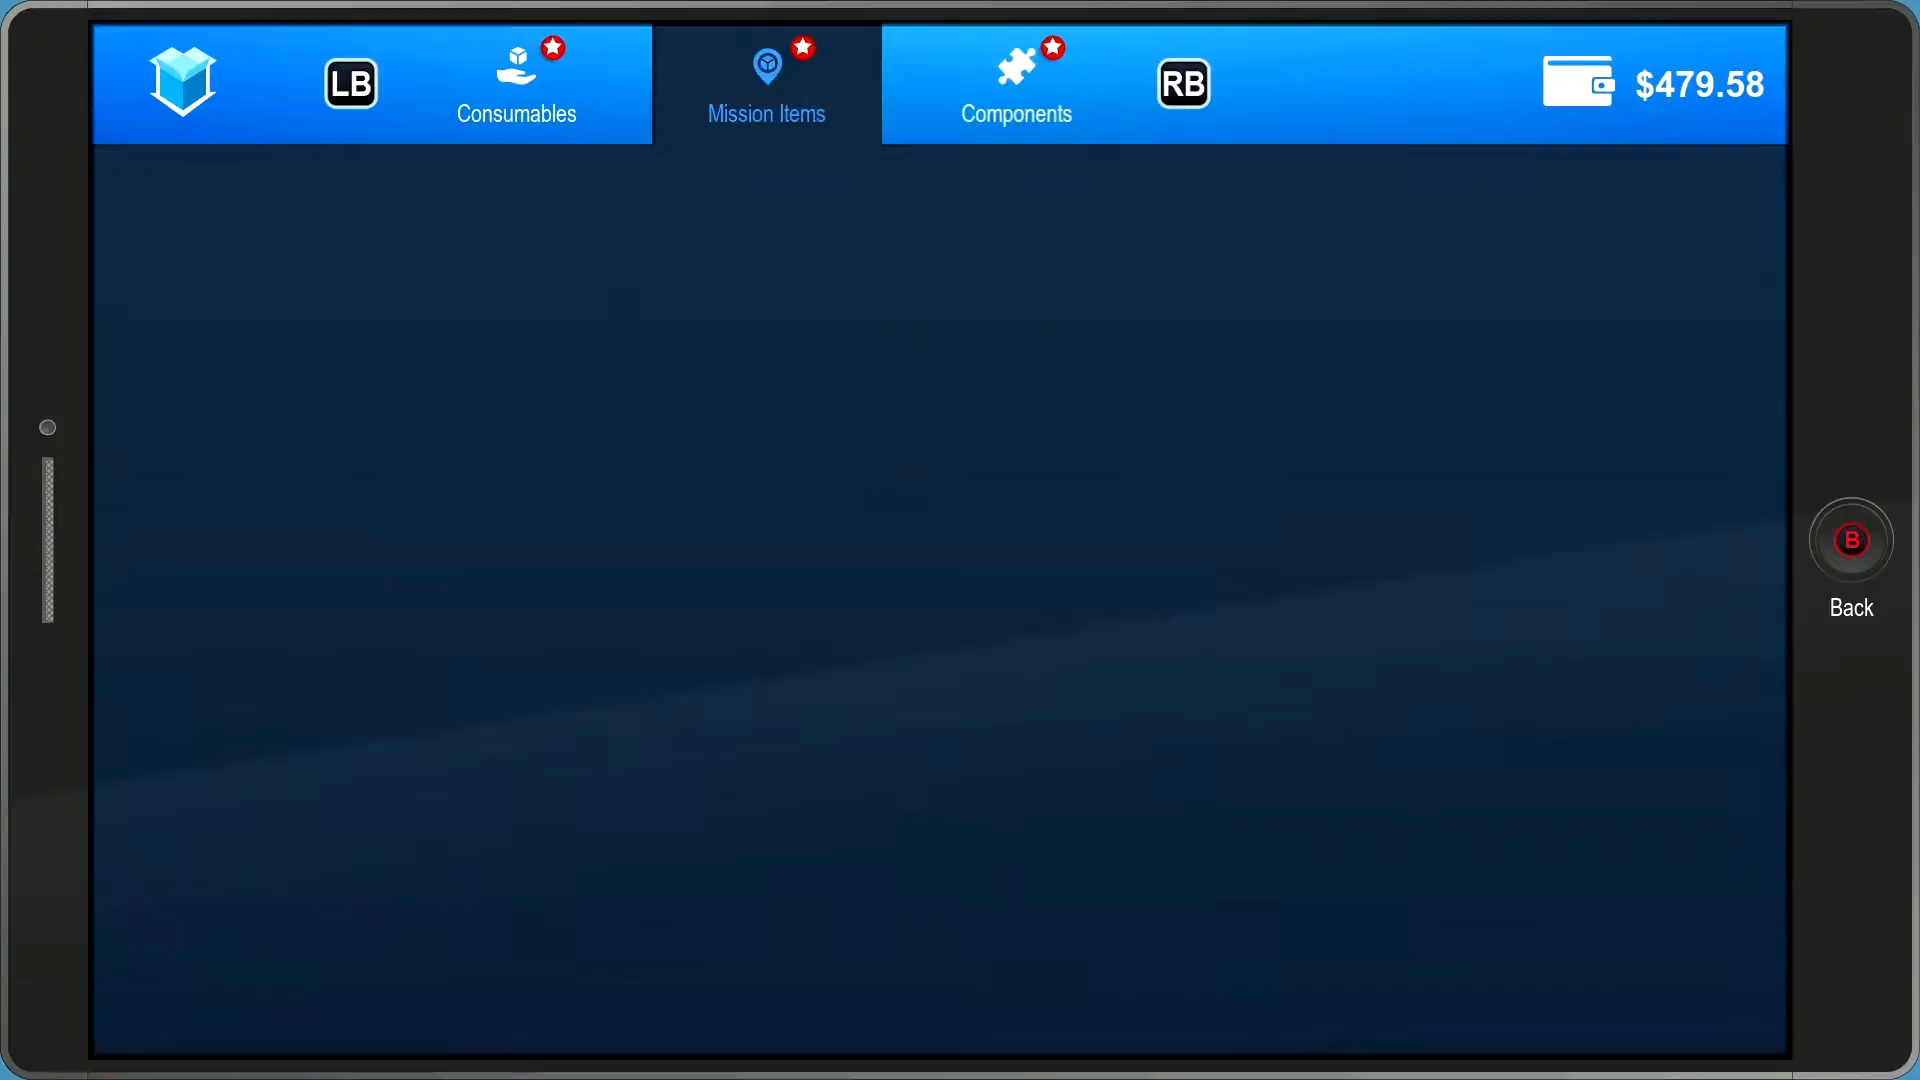 LB
Consumables
Mission Items
Components
RB
$479.58
B
Back